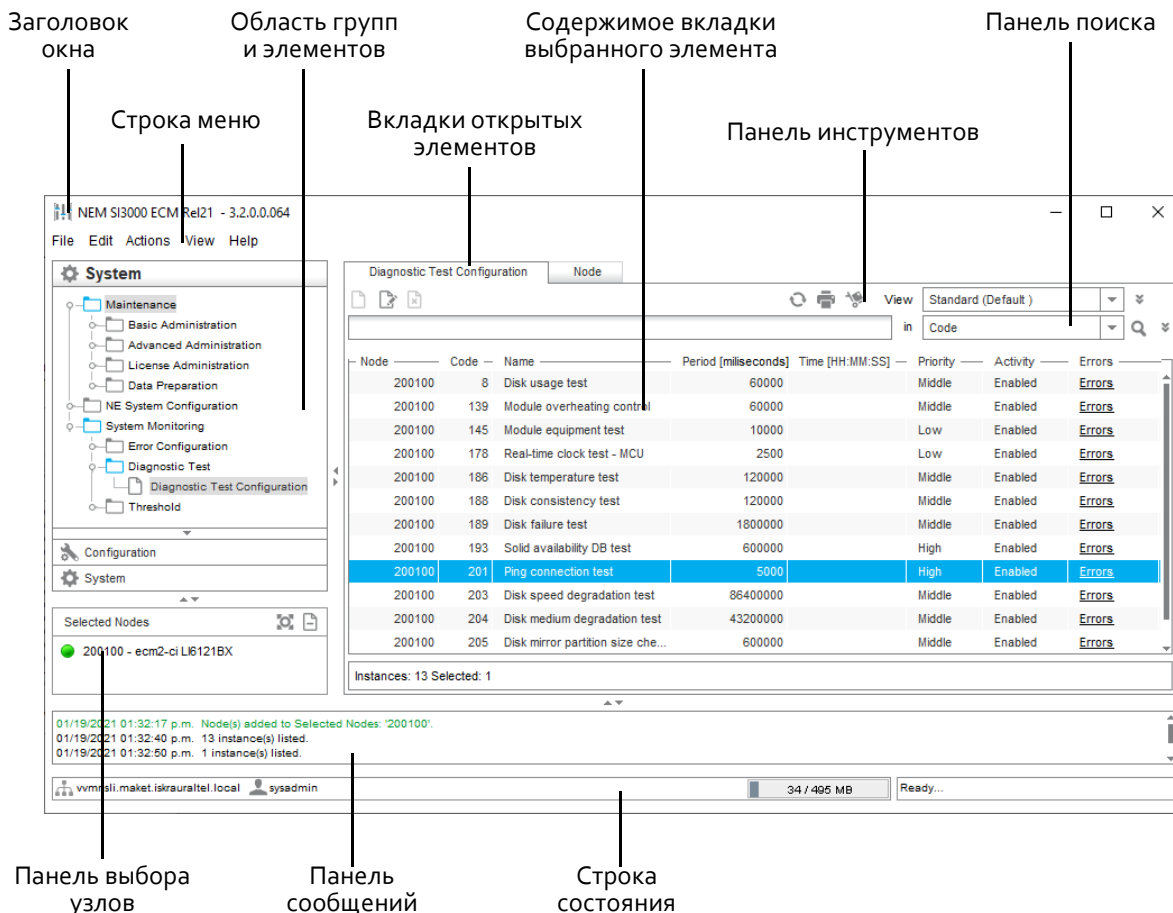 Заголовок окна
Область групп и элементов
Содержимое вкладки выбранного элемента
Панель поиска
Строка меню
Вкладки открытых элементов
Панель инструментов
NEM SI3000 ECM Rel21 - 3.2.0.0.064
File Edit Actions View Help
System
Maintenance
Basic Administration
Advanced Administration
License Administration
Data Preparation
NE System Configuration
System Monitoring
Error Configuration
Diagnostic Test
Diagnostic Test Configuration
Threshold
Configuration
System
Selected Nodes
200100 - ecm2-ci LI6121BX
Diagnostic Test Configuration Node
View Standard (Default )
in Code
Node Code Name Period [miliseconds] Time [HH:MM:SS] Priority Activity Errors
200100 8 Disk usage test 60000 Middle Enabled Errors
200100 139 Module overheating control 60000 Middle Enabled Errors
200100 145 Module equipment test 10000 Low Enabled Errors
200100 178 Real-time clock test - MCU 2500 Low Enabled Errors
200100 186 Disk temperature test 120000 Middle Enabled Errors
200100 188 Disk consistency test 120000 Middle Enabled Errors
200100 189 Disk failure test 1800000 Middle Enabled Errors
200100 193 Solid availability DB test 600000 High Enabled Errors
200100 201 Ping connection test 5000 High Enabled Errors
200100 203 Disk speed degradation test 86400000 Middle Enabled Errors
200100 204 Disk medium degradation test 43200000 Middle Enabled Errors
200100 205 Disk mirror partition size che... 600000 Middle Enabled Errors
Instances: 13 Selected: 1
01/19/2021 01:32:17 p.m. Node(s) added to Selected Nodes: '200100'.
01/19/2021 01:32:40 p.m. 13 instance(s) listed.
01/19/2021 01:32:50 p.m. 1 instance(s) listed.
sysadmin
34 / 495 MB
Ready...
Панель выбора узлов
Панель сообщений
Строка состояния